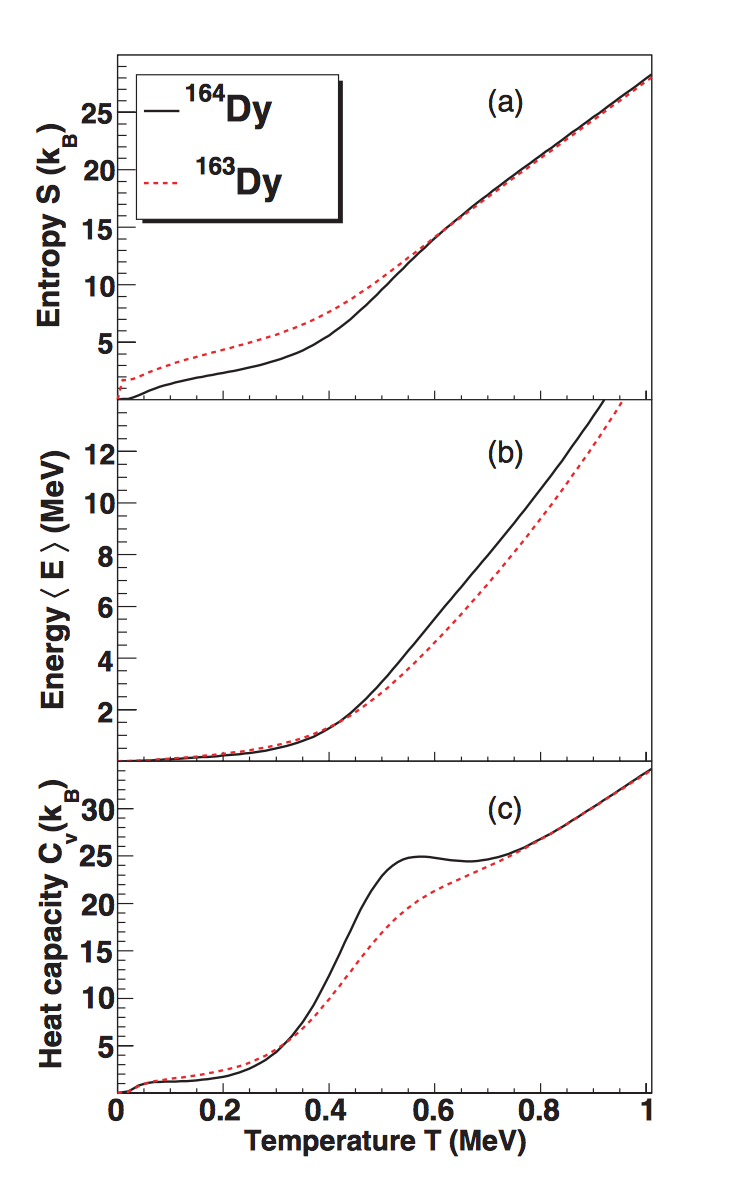 164Dy
163Dy
(a)
Entropy S (kB)
25
20
15
10
5
(b)
Energy ⟨ E ⟩ (MeV)
12
10
8
6
4
2
(c)
Heat capacity Cv(kB)
30
25
20
15
10
5
0 0.2 0.4 0.6 0.8 1
Temperature T (MeV)